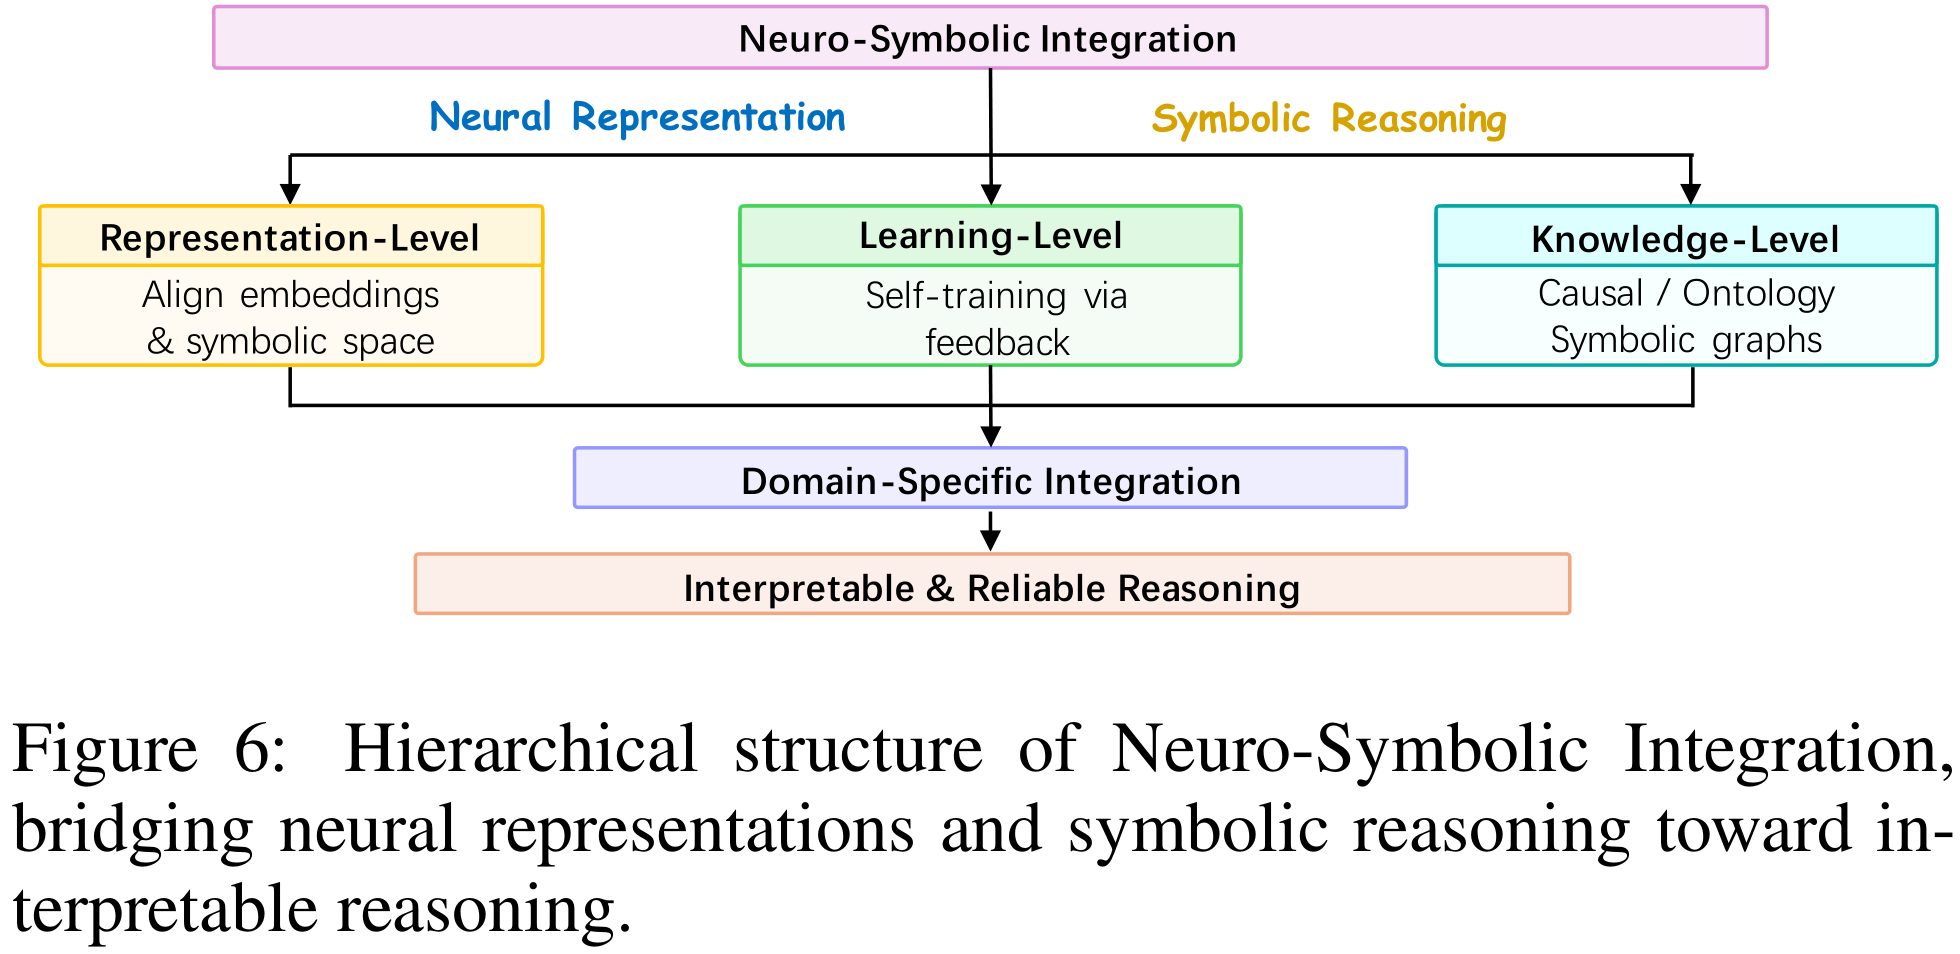 Neuro-Symbolic Integration
Neural Representation
Symbolic Reasoning
Representation-Level
Align embeddings
& symbolic space
Learning-Level
Self-training via
feedback
Knowledge-Level
Causal / Ontology
Symbolic graphs
Domain-Specific Integration
Interpretable & Reliable Reasoning
Figure 6: Hierarchical structure of Neuro-Symbolic Integration,
bridging neural representations and symbolic reasoning toward in-
terpretable reasoning.